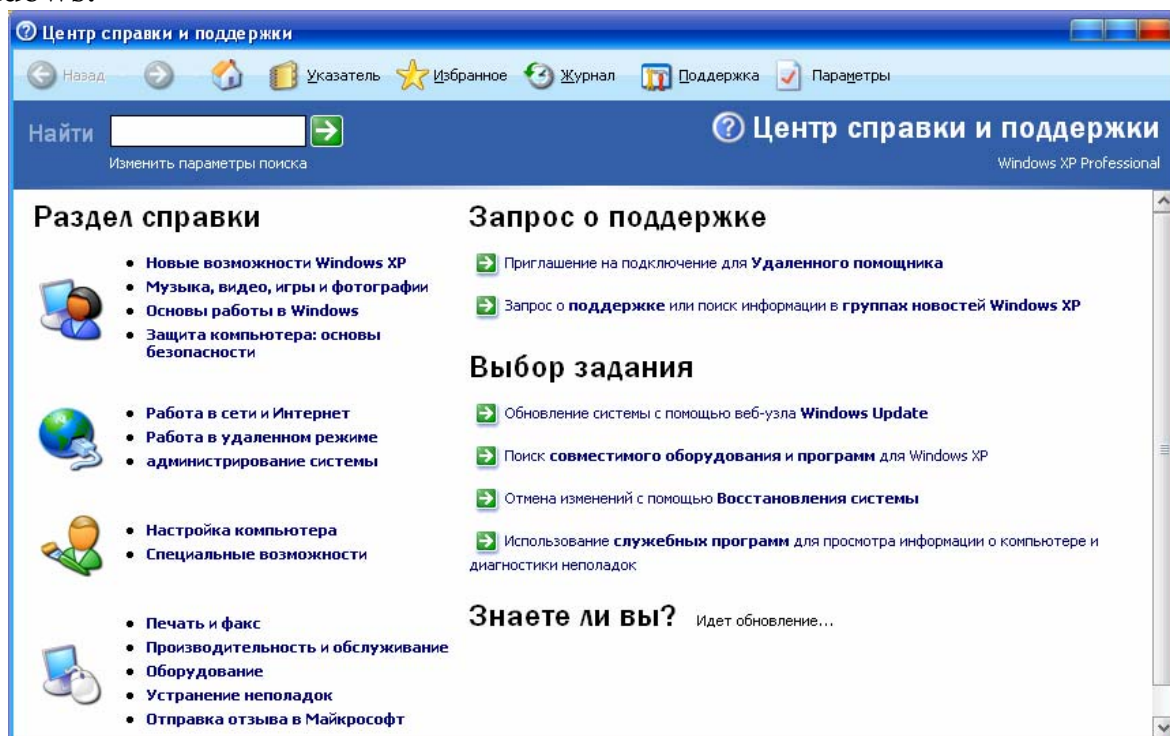 Центр справки и поддержки
Назад
Указатель
Избранное
Журнал
Поддержка
Параметры
Найти
Изменить параметры поиска
Центр справки и поддержки
Windows XP Professional
Раздел справки
Новые возможности Windows XP
Музыка, видео, игры и фотографии
Основы работы в Windows
Защита компьютера: основы
безопасности
Работа в сети и Интернет
Работа в удаленном режиме
администрирование системы
Настройка компьютера
Специальные возможности
Печать и факс
Производительность и обслуживание
Оборудование
Устранение неполадок
Отправка отзыва в Майкрософт
Запрос о поддержке
Приглашение на подключение для Удаленного помощника
Запрос о поддержке или поиск информации в группах новостей Windows XP
Выбор задания
Обновление системы с помощью веб-узла Windows Update
Поиск совместимого оборудования и программ для Windows XP
Отмена изменений с помощью Восстановления системы
Использование служебных программ для просмотра информации о компьютере и
диагностики неполадок
Знаете ли вы? Идет обновление...